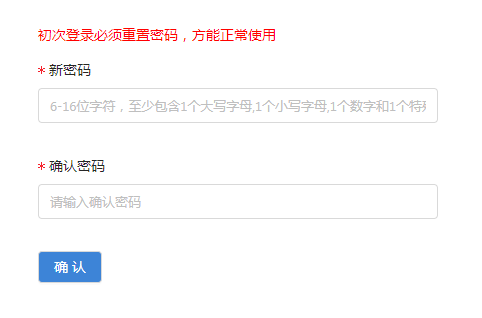 初次登录必须重置密码，方能正常使用
* 新密码
6-16位字符，至少包含1个大写字母,1个小写字母,1个数字和1个特
* 确认密码
请输入确认密码
确 认